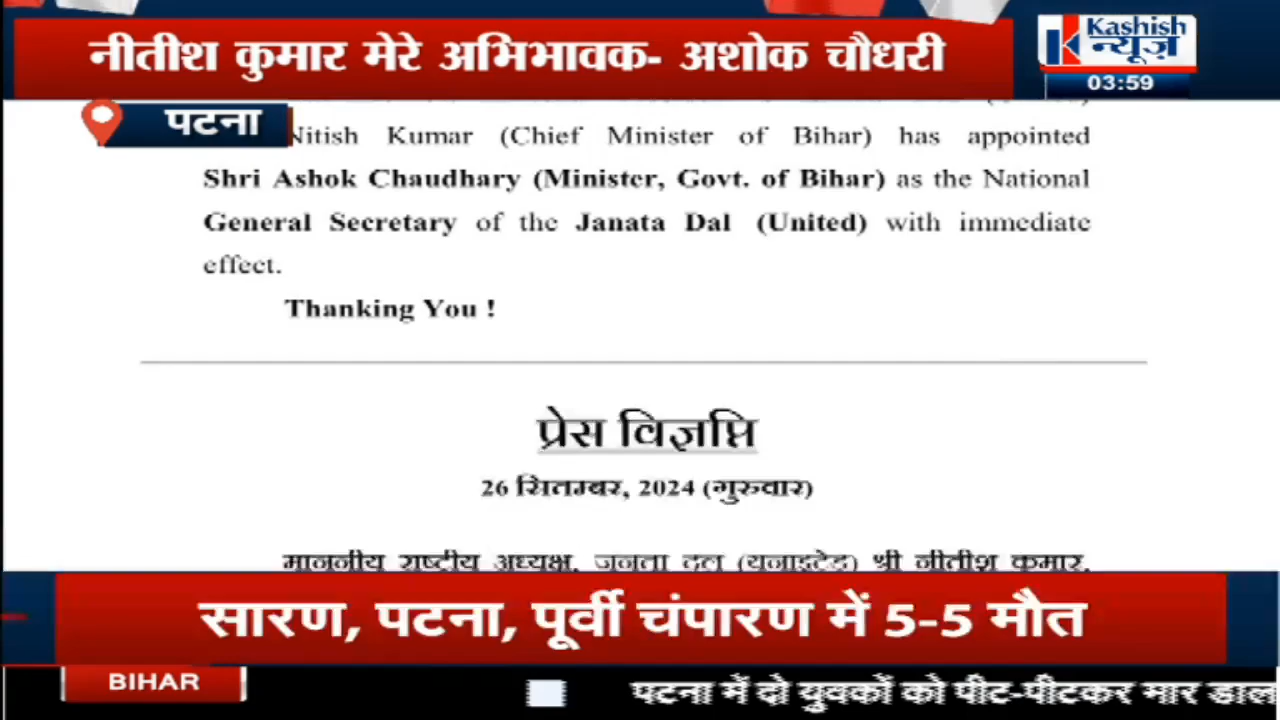 नीतीश कुमार मेरे अभिभावक- अशोक चौधरी
Kashish
न्यूज़
03:59
पटना
Nitish Kumar (Chief Minister of Bihar) has appointed
Shri Ashok Chaudhary (Minister, Govt. of Bihar) as the National
General Secretary of the Janata Dal (United) with immediate
effect.
Thanking You !
प्रेस विज्ञप्ति
26 सितम्बर, 2024 (गुरुवार)
माननीय राष्ट्रीय अध्यक्ष, जनता दल (यूनाइटेड) श्री नीतीश कुमार,
सारण, पटना, पूर्वी चंपारण में 5-5 मौत
BIHAR
पटना में दो युवकों को पीट-पीटकर मार डाल